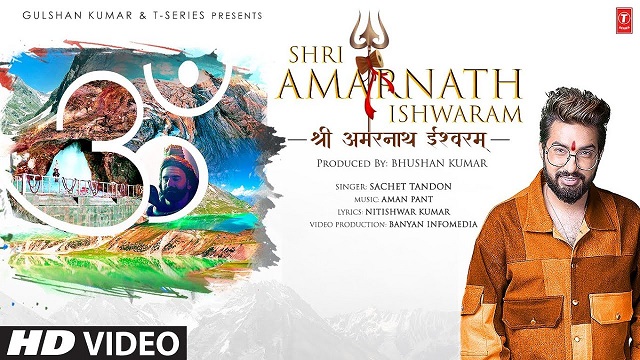 GULSHAN KUMAR & T-SERIES PRESENTS
T
T-SERIES
ॐ
SHRI
AMARNATH
ISHWARAM
श्री अमरनाथ ईश्वरम्
PRODUCED BY: BHUSHAN KUMAR
SINGER: SACHET TANDON
MUSIC: AMAN PANT
LYRICS: NITISHWAR KUMAR
VIDEO PRODUCTION: BANYAN INFOMEDIA
HD VIDEO